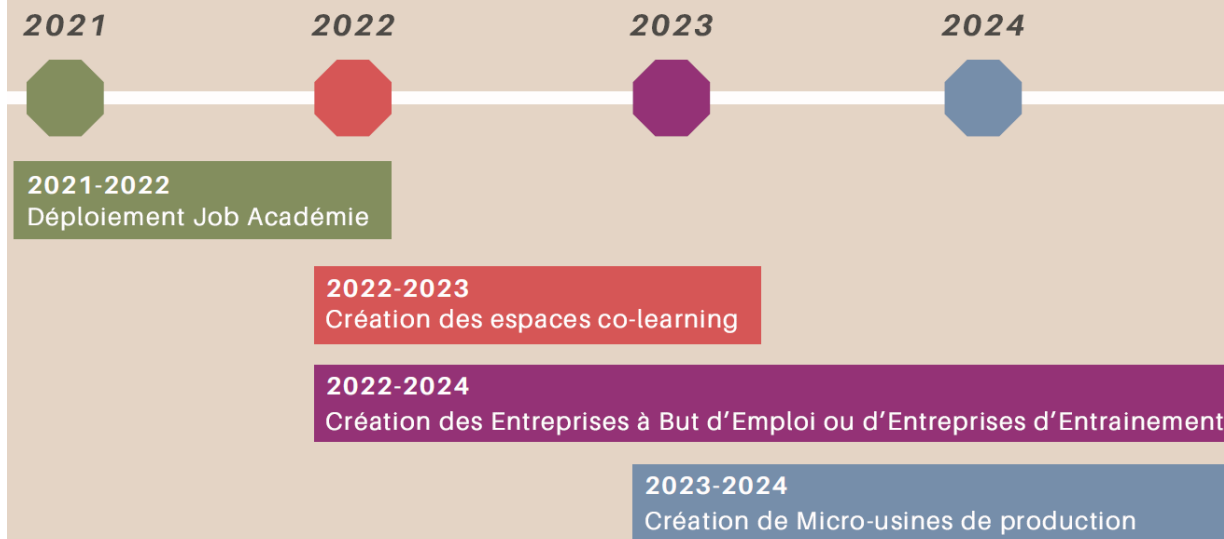 2021
2022
2023
2024
2021-2022
Déploiement Job Académie
2022-2023
Création des espaces co-learning
2022-2024
Création des Entreprises à But d’Emploi ou d’Entreprises d’Entrainement
2023-2024
Création de Micro-usines de production